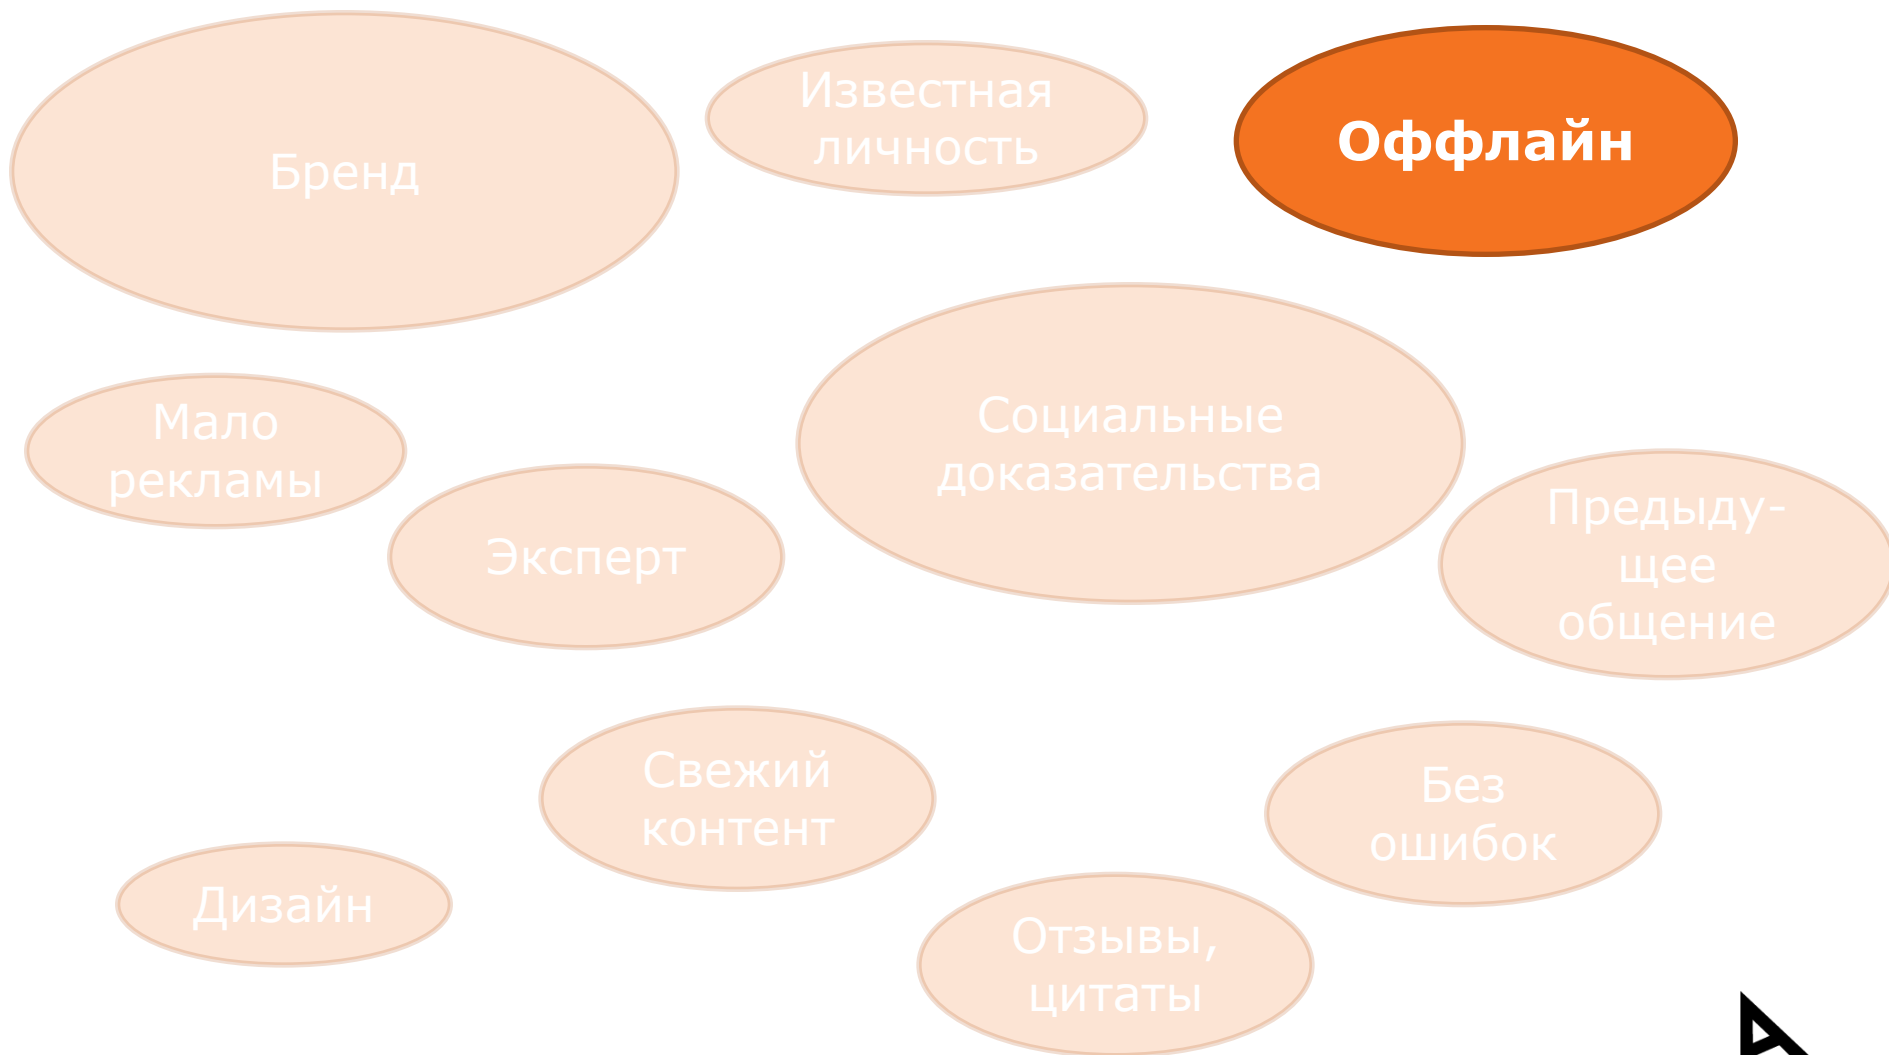 Бренд
Известная
личность
Оффлайн
Мало
рекламы
Социальные
доказательства
Эксперт
Предыду-
щее
общение
Свежий
контент
Без
ошибок
Дизайн
Отзывы,
цитаты